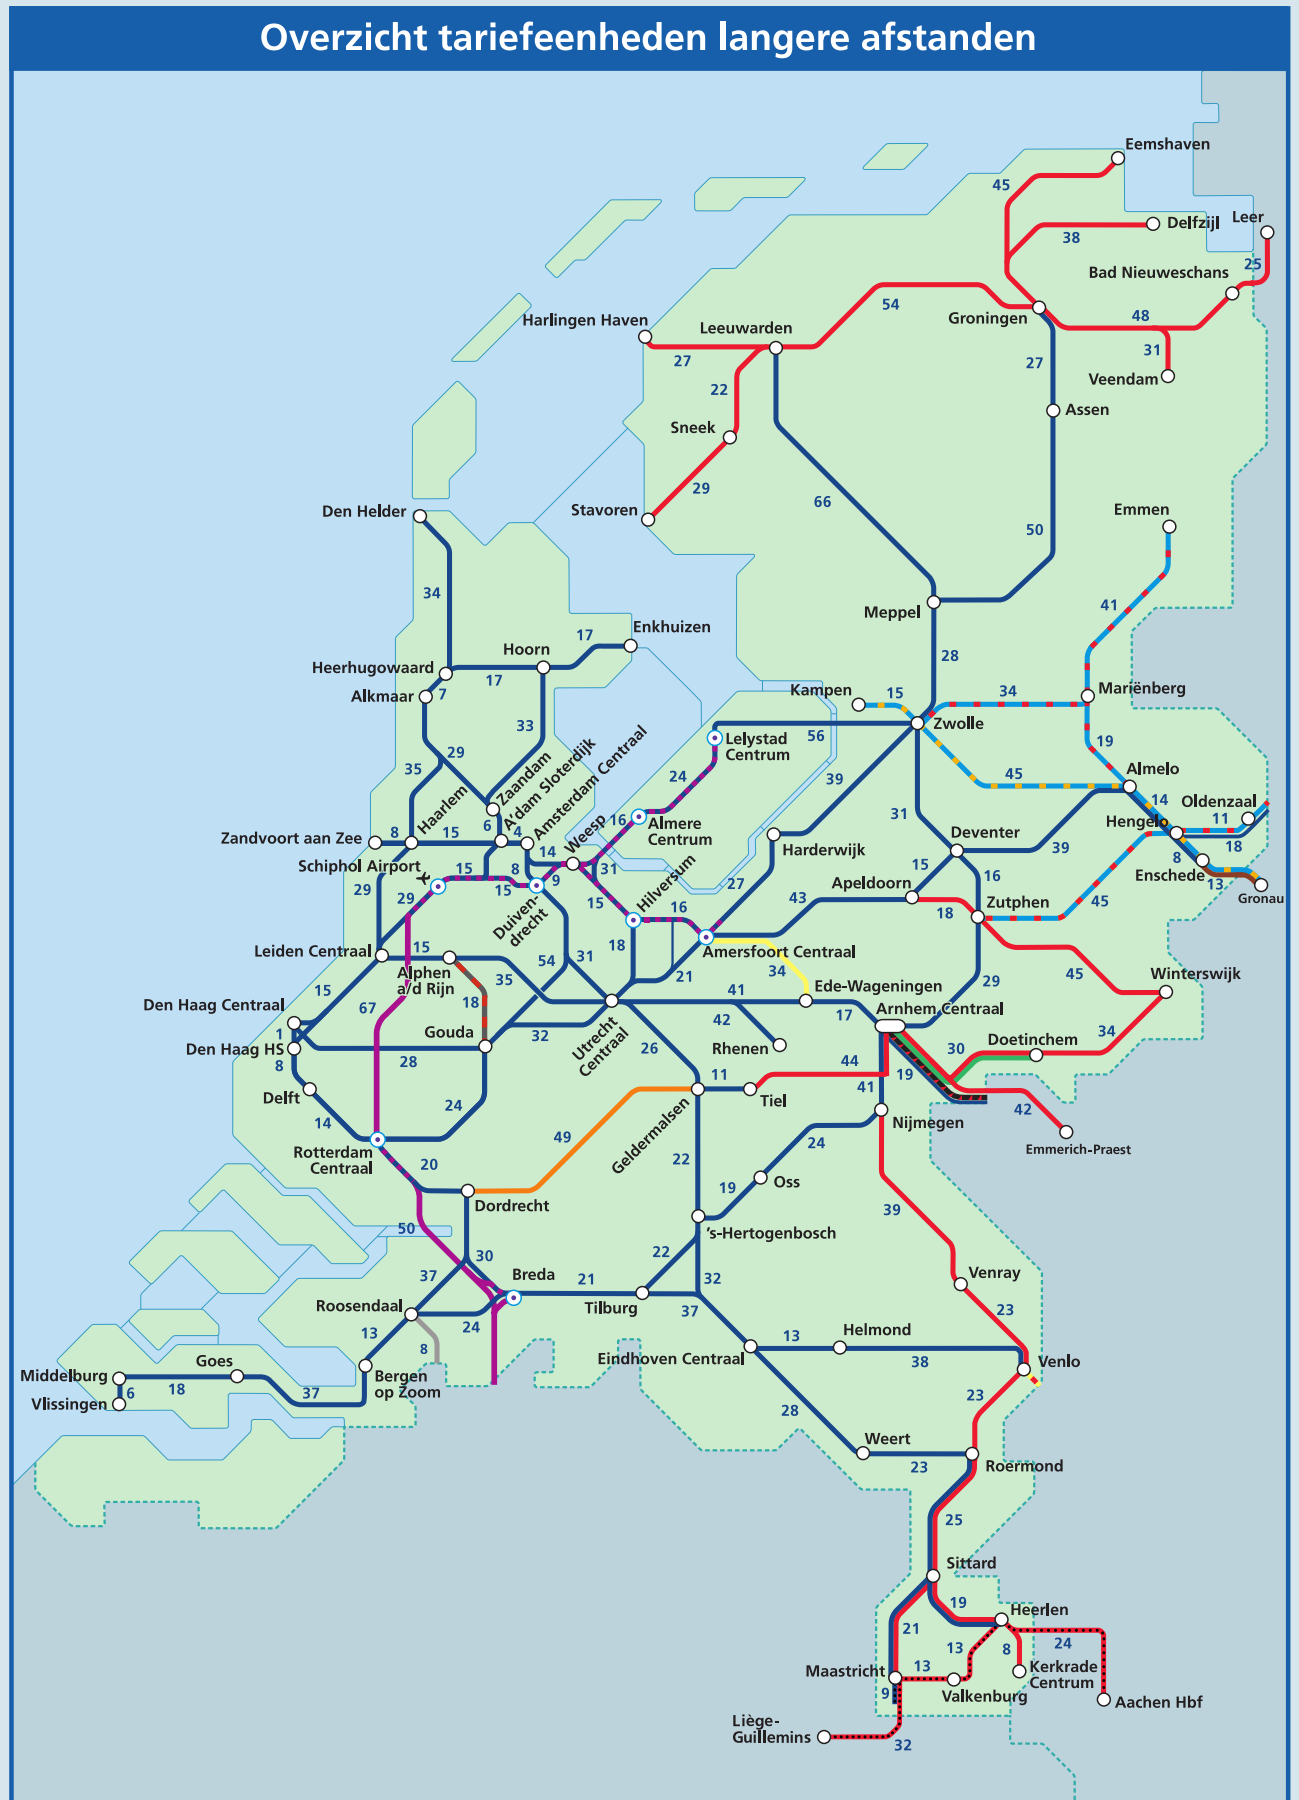 Overzicht tariefeenheden langere afstanden
Eemshaven
45
Delfzijl
Leer
38
25
Bad Nieuweschans
54
Harlingen Haven
Leeuwarden
Groningen
48
27
27
31
22
Veendam
Assen
Sneek
29
66
Stavoren
Den Helder
Emmen
50
34
41
Meppel
17
Enkhuizen
Hoorn
28
Heerhugowaard
17
Alkmaar
7
Kampen
15
34
Mariënberg
33
Zwolle
56
Lelystad
Centrum
19
29
35
24
39
45
Almelo
Zaandam
A'dam Sloterdijk
Amsterdam Centraal
14
Oldenzaal
Haarlem
16
Almere
Centrum
31
Hengelo
11
6
4
Zandvoort aan Zee
8
15
Weesp
Deventer
18
14
Harderwijk
39
Schiphol Airport
15
8
31
15
8
Enschede
9
27
Apeldoorn
16
13
29
29
15
15
Hilversum
16
43
Zutphen
45
Gronau
18
Duiven-
drecht
18
Leiden Centraal
15
31
Amersfoort Centraal
54
21
34
45
Alphen
a/d Rijn
35
Winterswijk
15
Ede-Wageningen
29
41
67
18
Den Haag Centraal
Arnhem Centraal
17
42
1
Gouda
32
Utrecht
Centraal
34
Den Haag HS
Rhenen
Doetinchem
26
30
28
8
44
19
11
41
Delft
Tiel
24
42
14
Nijmegen
49
Geldermalsen
24
Emmerich-Praest
Rotterdam
Centraal
20
22
Oss
19
Dordrecht
39
50
's-Hertogenbosch
30
22
37
Breda
21
32
Venray
Roosendaal
Tilburg
37
23
24
13
8
13
Helmond
Goes
Eindhoven Centraal
38
Venlo
Middelburg
Bergen
op Zoom
18
6
37
23
Vlissingen
28
Weert
23
Roermond
25
Sittard
19
Heerlen
21
13
8
24
Maastricht
13
Kerkrade
Centrum
9
Valkenburg
Aachen Hbf
Liège-
Guillemins
32